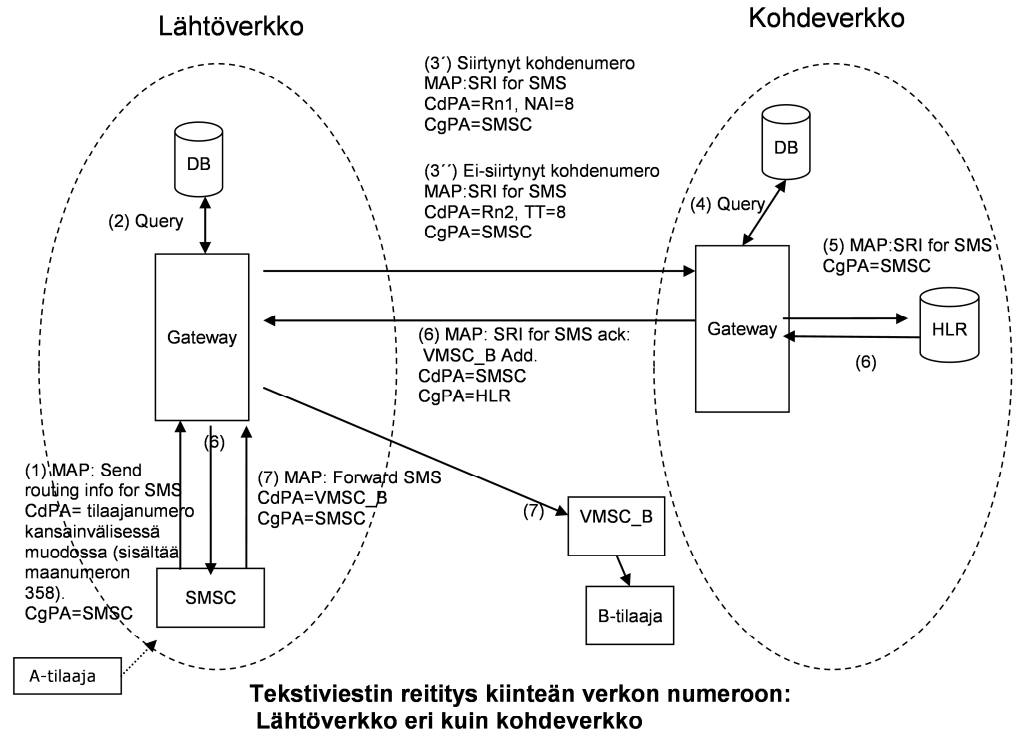 Lähtöverkko
Kohdeverkko
(3´) Siirtynyt kohdenumero
MAP:SRI for SMS
CdPA=Rn1, NAI=8
CgPA=SMSC
(3´´) Ei-siirtynyt kohdenumero
MAP:SRI for SMS
CdPA=Rn2, TT=8
CgPA=SMSC
DB
DB
(2) Query
(4) Query
(5) MAP:SRI for SMS
CgPA=SMSC
Gateway
Gateway
HLR
(6) MAP: SRI for SMS ack:
VMSC_B Add.
CdPA=SMSC
CgPA=HLR
(6)
(6)
(1) MAP: Send
routing info for SMS
CdPA= tilaajanumero
kansainvälisessä
muodossa (sisältää
maanumeron
358).
CgPA=SMSC
(7) MAP: Forward SMS
CdPA=VMSC_B
CgPA=SMSC
(7)
VMSC_B
SMSC
B-tilaaja
A-tilaaja
Tekstiviestin reititys kiinteän verkon numeroon:
Lähtöverkko eri kuin kohdeverkko